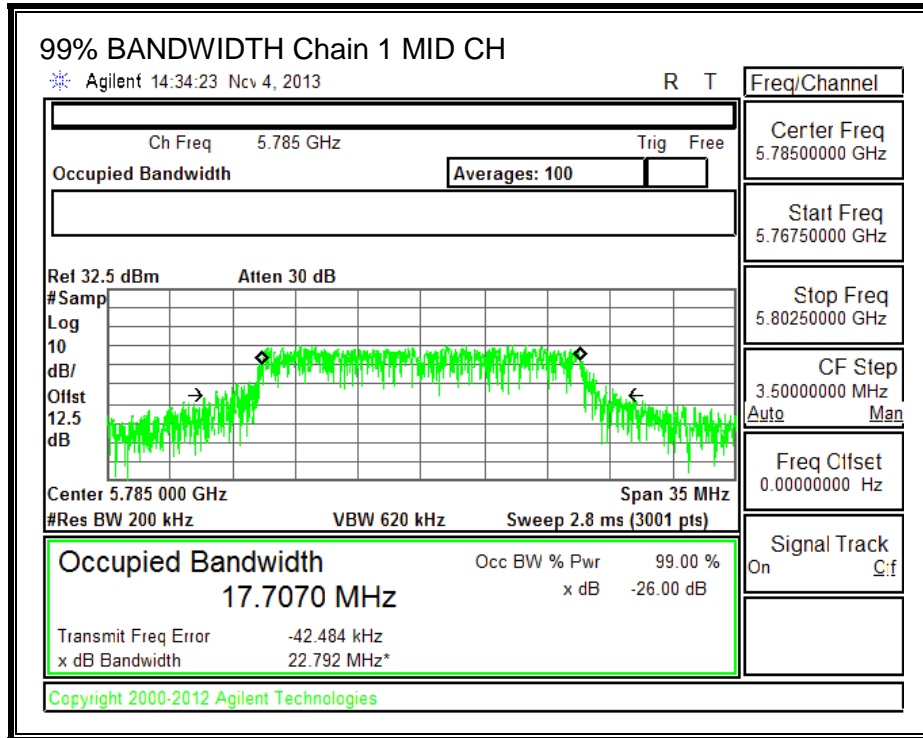 99% BANDWIDTH Chain 1 MID CH
Agilent 14:34:23 Nov 4, 2013 R T
Freq/Channel
Ch Freq 5.785 GHz Trig Free
Occupied Bandwidth Averages: 100
Center Freq
5.78500000 GHz
Start Freq
5.76750000 GHz
Stop Freq
5.80250000 GHz
CF Step
3.50000000 MHz
Auto Man
Freq Offset
0.00000000 Hz
Signal Track
On Off
Ref 32.5 dBm Atten 30 dB
#Samp
Log
10
dB/
Offst
12.5
dB
Center 5.785 000 GHz Span 35 MHz
#Res BW 200 kHz VBW 620 kHz Sweep 2.8 ms (3001 pts)
Occupied Bandwidth Occ BW % Pwr 99.00 %
17.7070 MHz x dB -26.00 dB
Transmit Freq Error -42.484 kHz
x dB Bandwidth 22.792 MHz*
Copyright 2000-2012 Agilent Technologies